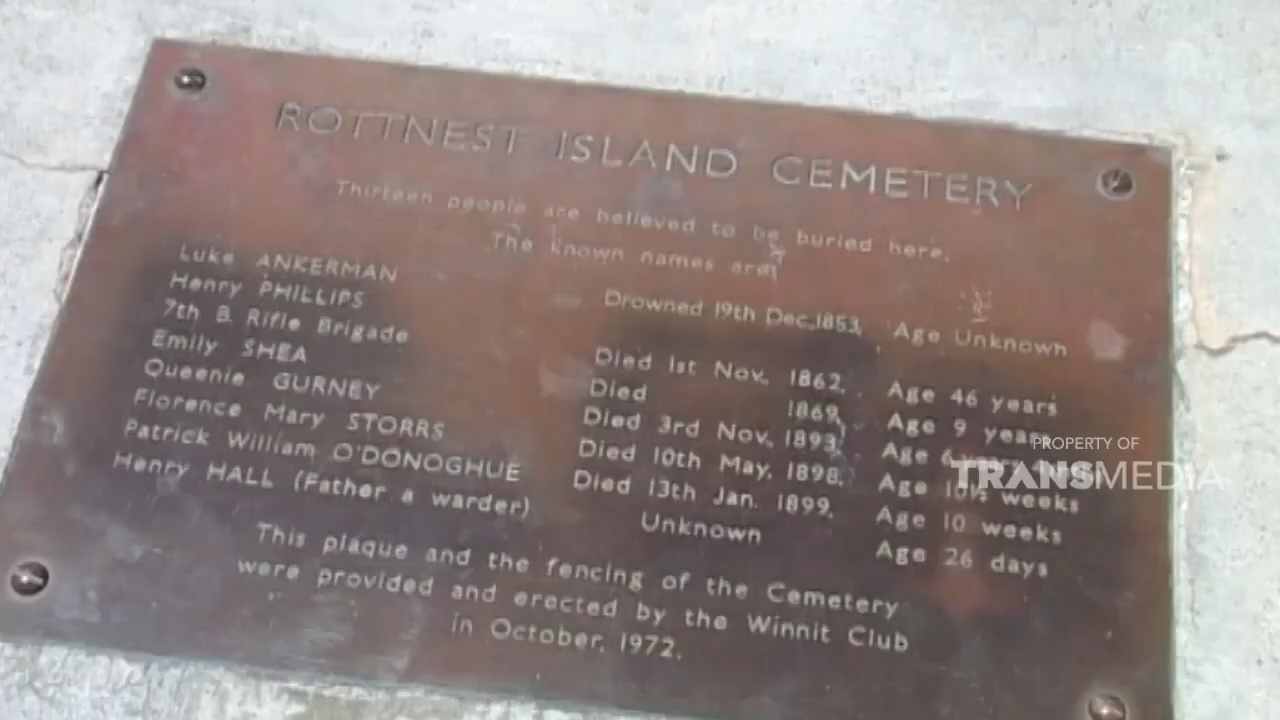 ROTTNEST ISLAND CEMETERY
Thirteen people are believed to be buried here.
The known names are:
Luke ANKERMAN Drowned 19th Dec, 1853, Age Unknown
Henry PHILLIPS
7th B. Rifle Brigade Died 1st Nov, 1862, Age 46 years
Emily SHEA Died 1869, Age 9 years
Queenie GURNEY Died 3rd Nov, 1893, Age 6
Florence Mary STORRS Died 10th May, 1898, Age 10½ weeks
Patrick William O'DONOGHUE Died 13th Jan. 1899, Age 10 weeks
Henry HALL (Father a warder) Unknown Age 26 days
This plaque and the fencing of the Cemetery
were provided and erected by the Winnit Club
in October, 1972.
PROPERTY OF
TRANSMEDIA